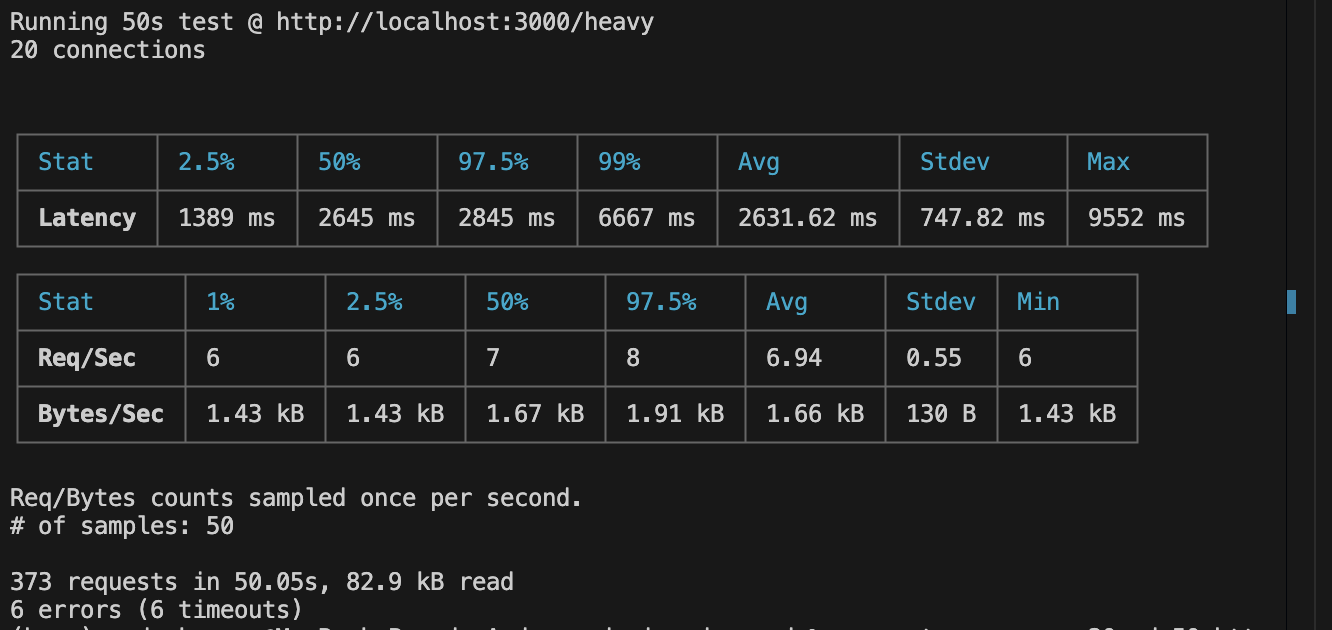 Running 50s test @ http://localhost:3000/heavy
20 connections
Stat 2.5% 50% 97.5% 99% Avg Stdev Max
Latency 1389 ms 2645 ms 2845 ms 6667 ms 2631.62 ms 747.82 ms 9552 ms
Stat 1% 2.5% 50% 97.5% Avg Stdev Min
Req/Sec 6 6 7 8 6.94 0.55 6
Bytes/Sec 1.43 kB 1.43 kB 1.67 kB 1.91 kB 1.66 kB 130 B 1.43 kB
Req/Bytes counts sampled once per second.
# of samples: 50
373 requests in 50.05s, 82.9 kB read
6 errors (6 timeouts)